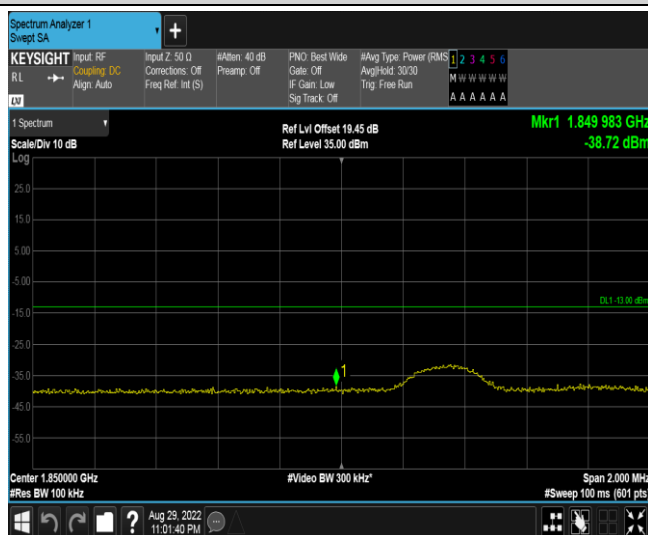 Spectrum Analyzer 1
Swept SA
+
KEYSIGHT
RL
Input: RF
Coupling: DC
Align: Auto
Input Z: 50 Ω
Corrections: Off
Freq Ref: Int (S)
#Atten: 40 dB
Preamp: Off
PNO: Best Wide
Gate: Off
IF Gain: Low
Sig Track: Off
#Avg Type: Power (RMS
Avg|Hold: 30/30
Trig: Free Run
1 2 3 4 5 6
M W W W W W
A A A A A A
LXI
1 Spectrum
Scale/Div 10 dB
Ref Lvl Offset 19.45 dB
Ref Level 35.00 dBm
Mkr1 1.849 983 GHz
-38.72 dBm
Log
25.0
15.0
5.00
-5.00
DL1 -13.00 dBm
-15.0
-25.0
1
-35.0
-45.0
-55.0
Center 1.850000 GHz
#Video BW 300 kHz*
Span 2.000 MHz
#Res BW 100 kHz
#Sweep 100 ms (601 pts)
?
Aug 29, 2022
11:01:40 PM